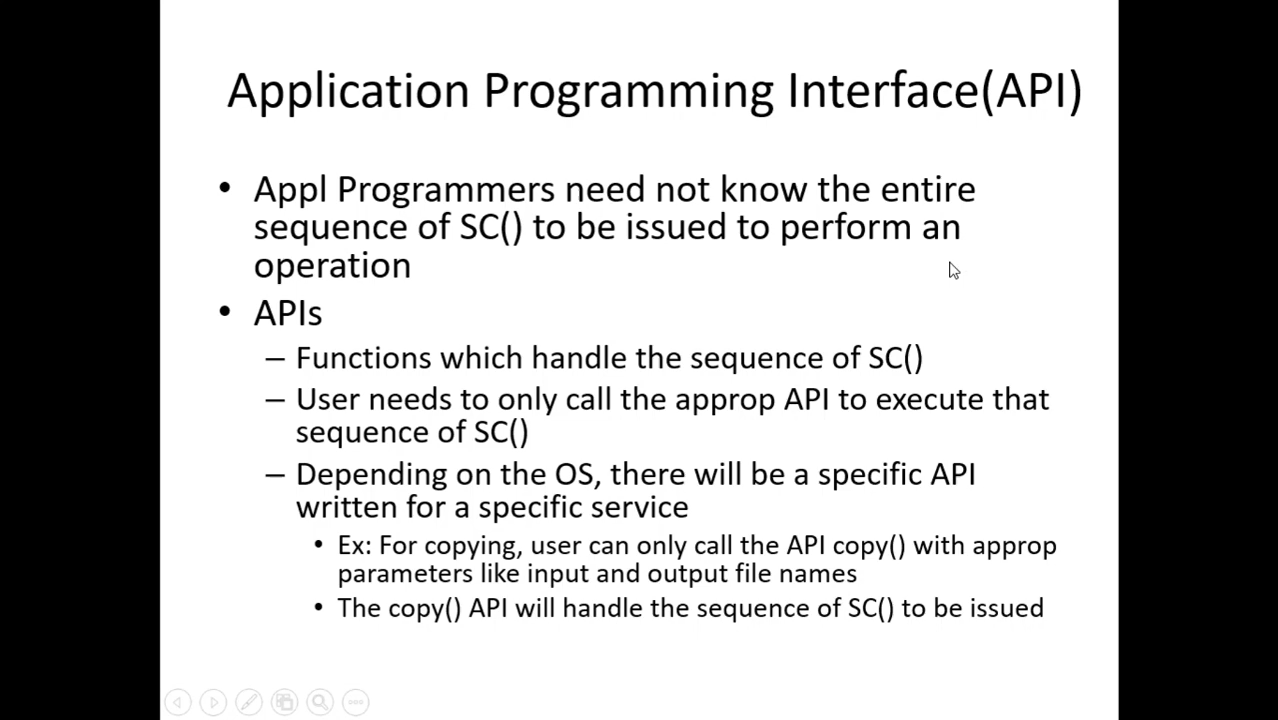 Application Programming Interface(API)
• Appl Programmers need not know the entire
sequence of SC() to be issued to perform an
operation
• APIs
– Functions which handle the sequence of SC()
– User needs to only call the approp API to execute that
sequence of SC()
– Depending on the OS, there will be a specific API
written for a specific service
• Ex: For copying, user can only call the API copy() with approp
parameters like input and output file names
• The copy() API will handle the sequence of SC() to be issued